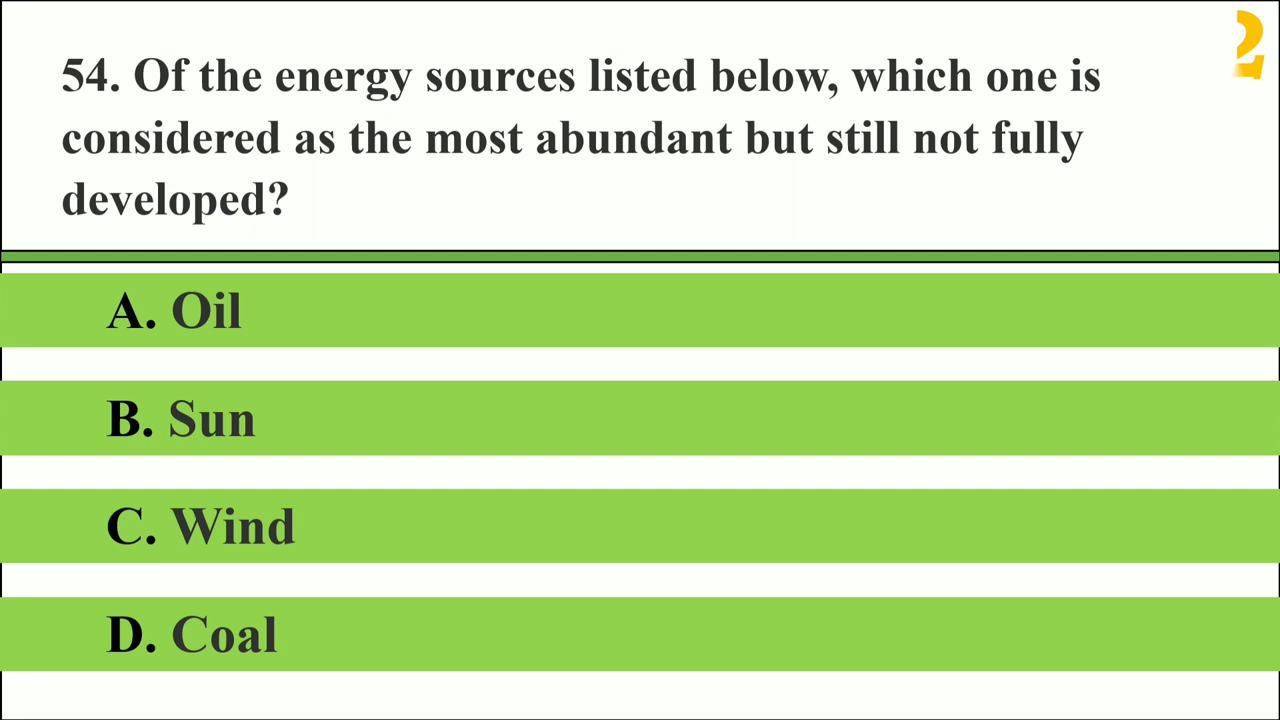 2
54. Of the energy sources listed below, which one is
considered as the most abundant but still not fully
developed?
A. Oil
B. Sun
C. Wind
D. Coal